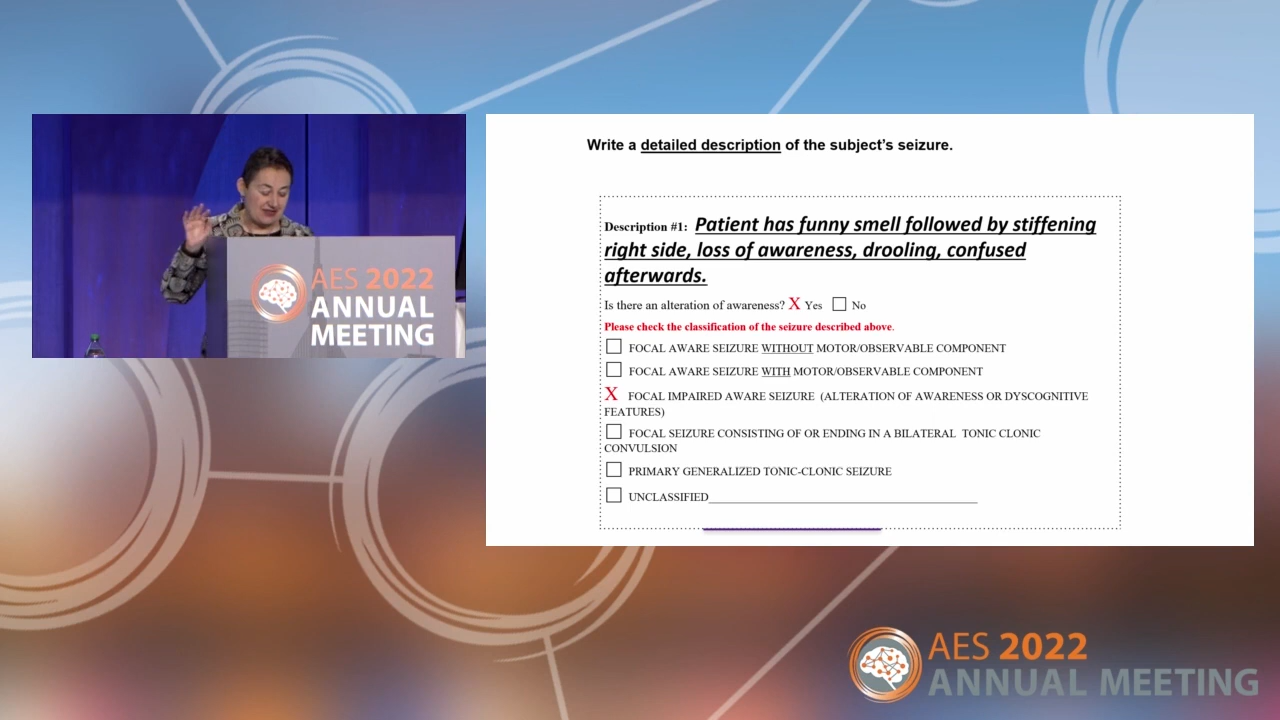 AES 2022
ANNUAL
MEETING
Write a detailed description of the subject's seizure.
Description #1: Patient has funny smell followed by stiffening
right side, loss of awareness, drooling, confused
afterwards.
Is there an alteration of awareness? X Yes ☐ No
Please check the classification of the seizure described above.
☐ FOCAL AWARE SEIZURE WITHOUT MOTOR/OBSERVABLE COMPONENT
☐ FOCAL AWARE SEIZURE WITH MOTOR/OBSERVABLE COMPONENT
X FOCAL IMPAIRED AWARE SEIZURE (ALTERATION OF AWARENESS OR DYSCOGNITIVE
FEATURES)
☐ FOCAL SEIZURE CONSISTING OF OR ENDING IN A BILATERAL TONIC CLONIC
CONVULSION
☐ PRIMARY GENERALIZED TONIC-CLONIC SEIZURE
☐ UNCLASSIFIED
AES 2022
ANNUAL MEETING